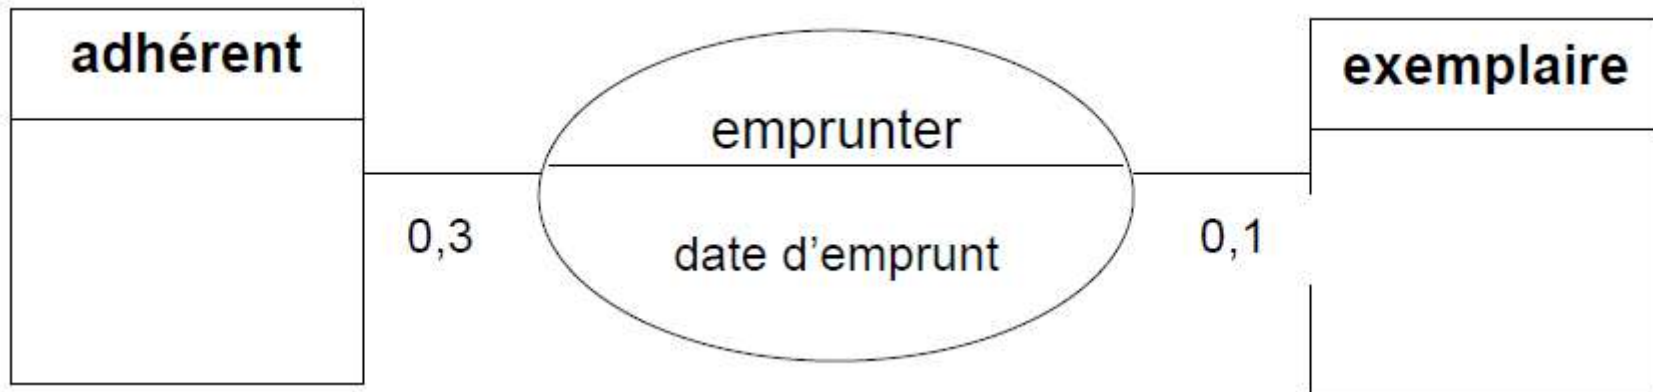 adhérent
emprunter
date d'emprunt
exemplaire
0,3
0,1